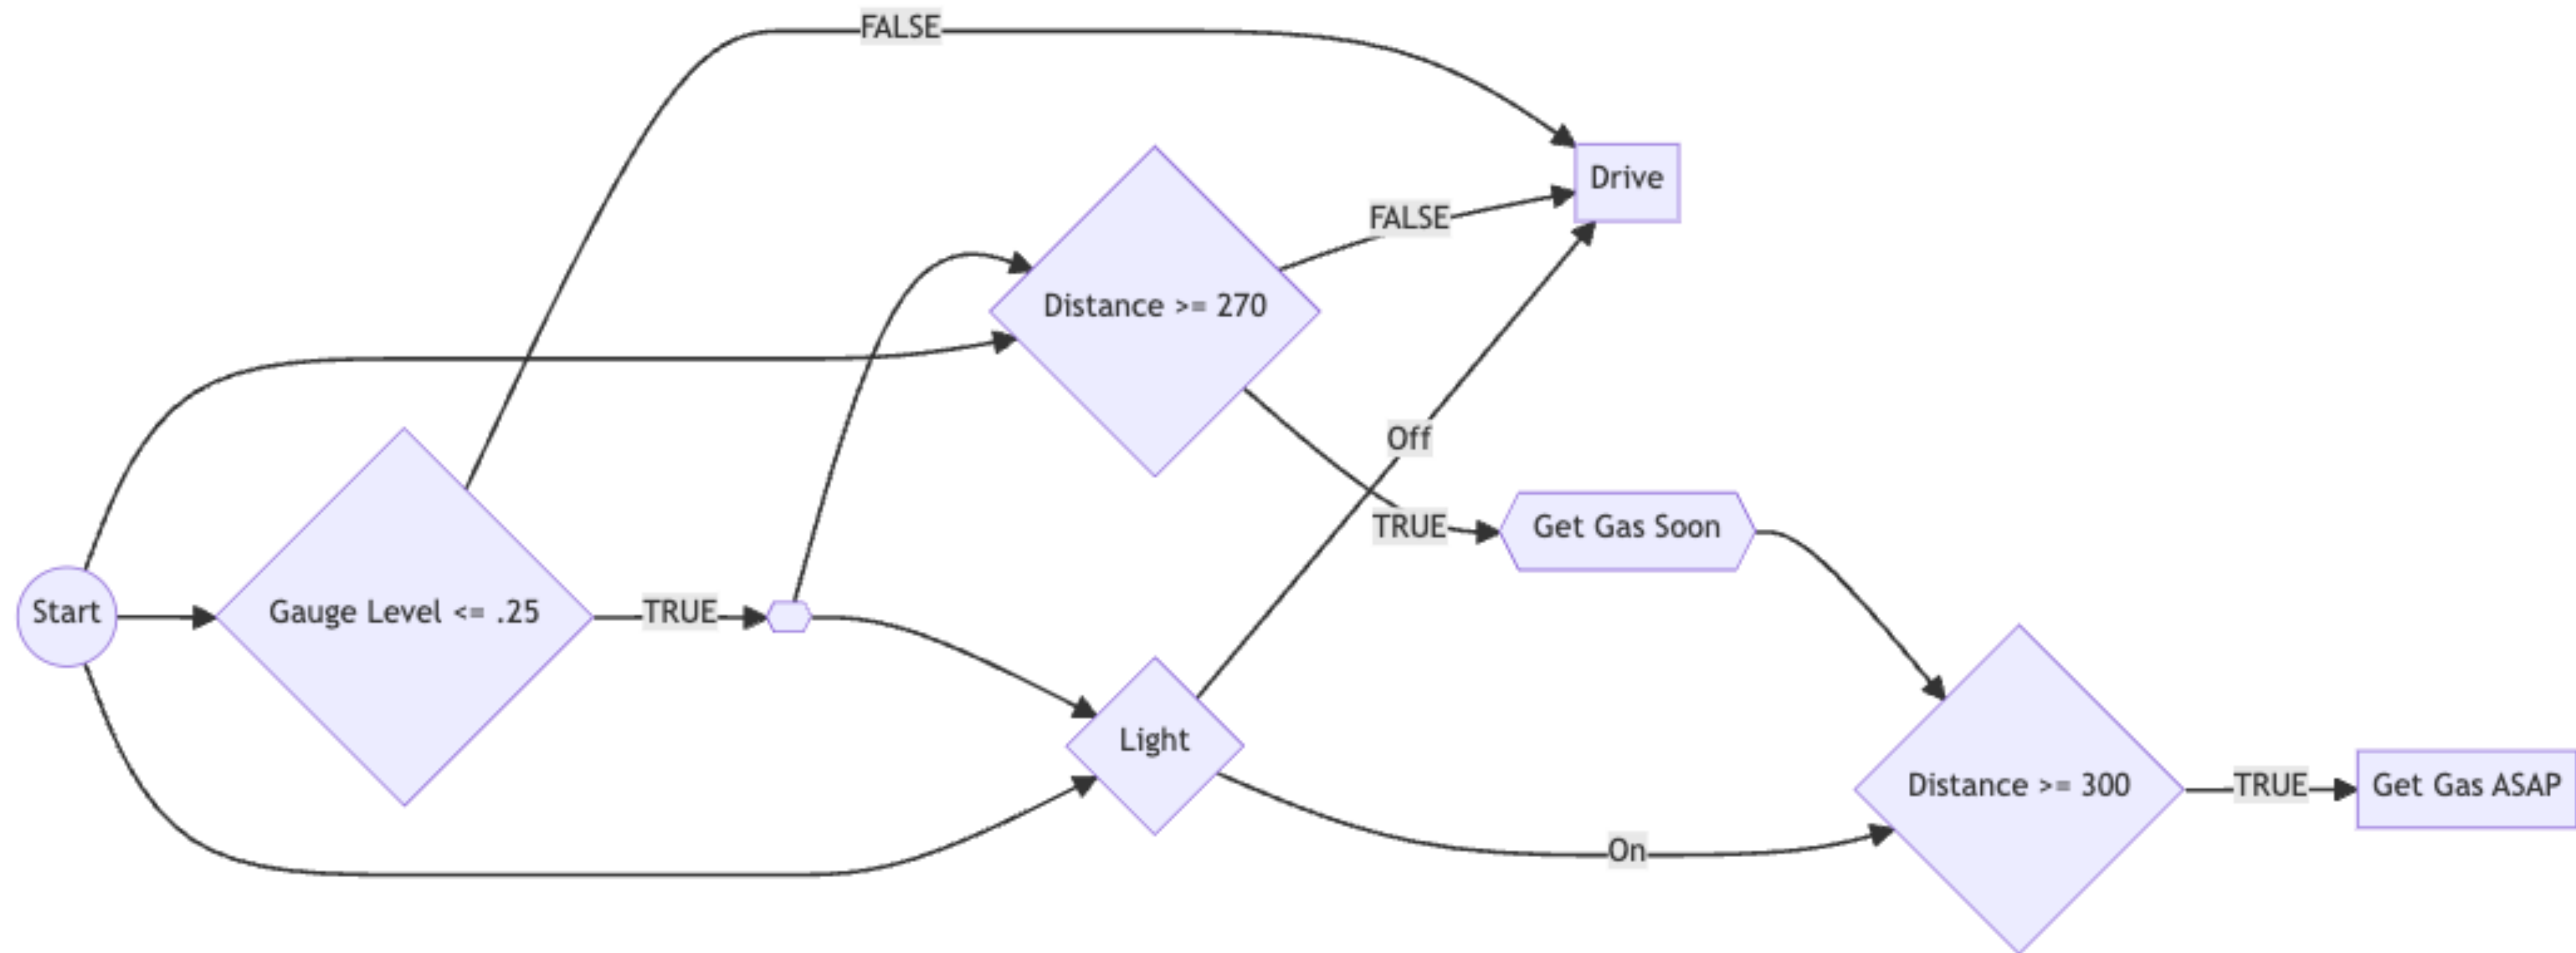 FALSE
Drive
FALSE
Distance >= 270
Off
TRUE
Get Gas Soon
Start
Gauge Level <= .25
TRUE
Light
On
Distance >= 300
TRUE
Get Gas ASAP